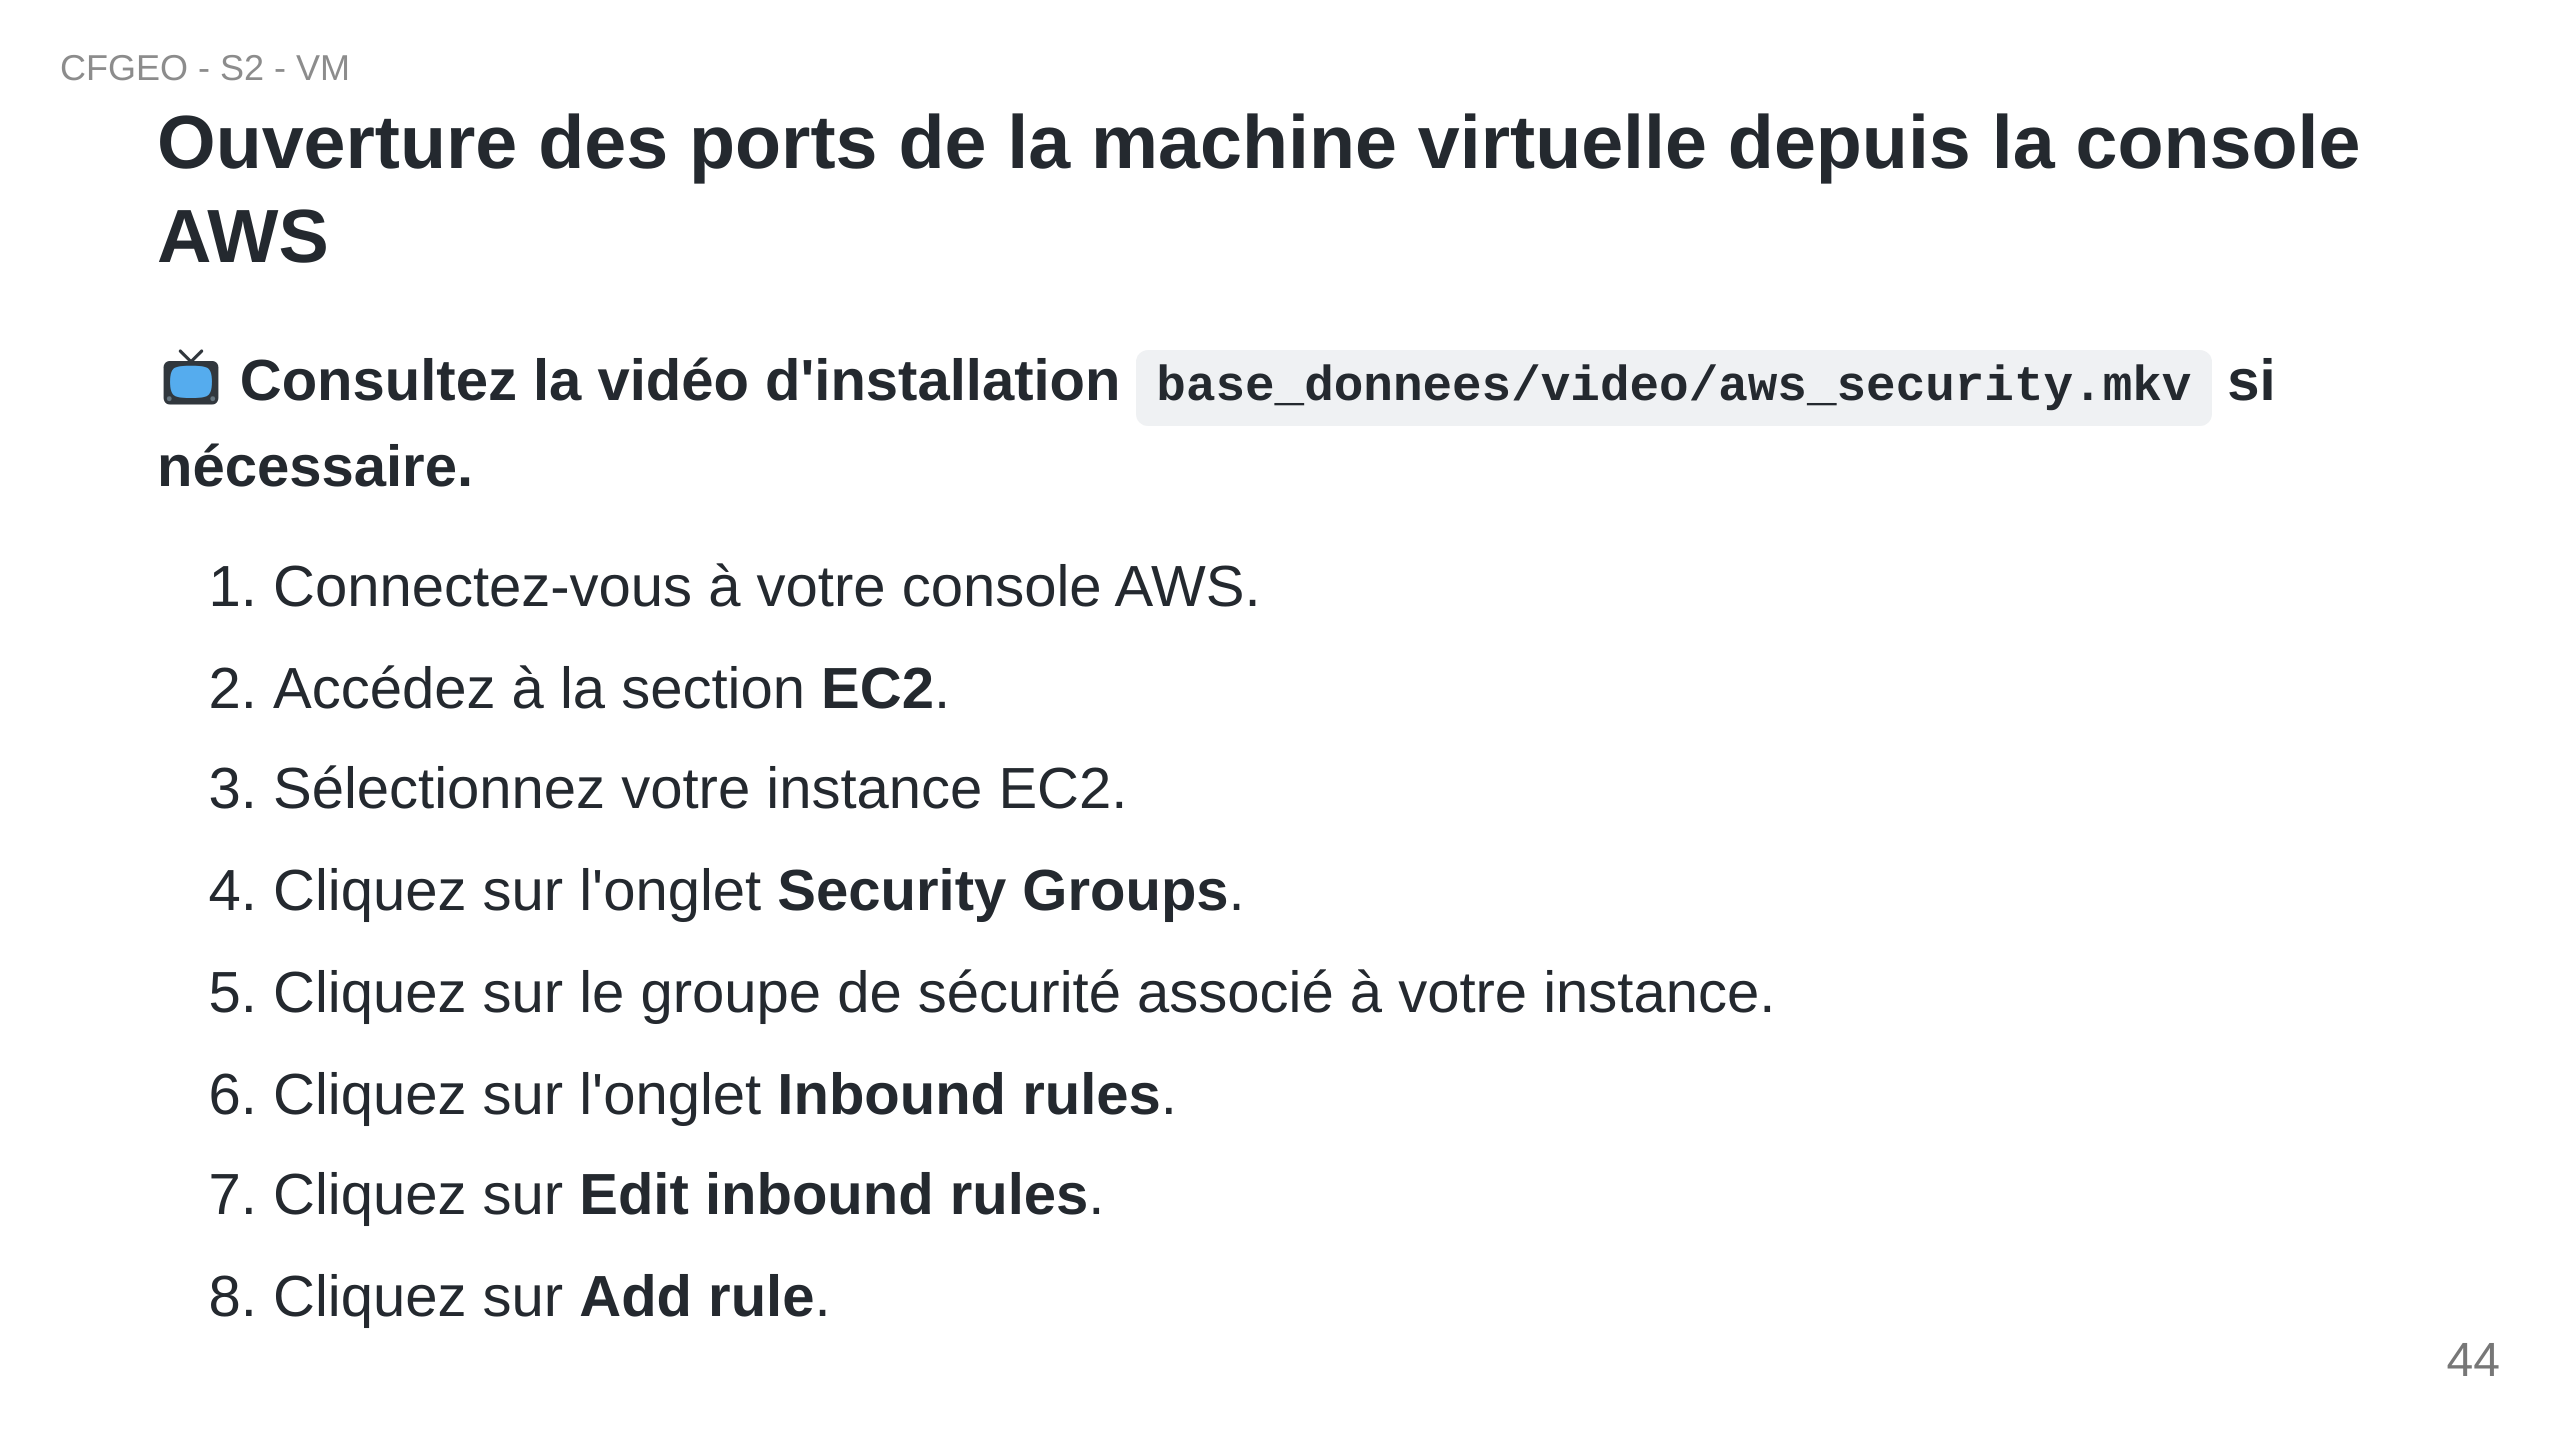 CFGEO - S2 - VM
Ouverture des ports de la machine virtuelle depuis la console
AWS
Consultez la vidéo d'installation base_donnees/video/aws_security.mkv si
nécessaire.
1. Connectez-vous à votre console AWS.
2. Accédez à la section EC2.
3. Sélectionnez votre instance EC2.
4. Cliquez sur l'onglet Security Groups.
5. Cliquez sur le groupe de sécurité associé à votre instance.
6. Cliquez sur l'onglet Inbound rules.
7. Cliquez sur Edit inbound rules.
8. Cliquez sur Add rule.
44